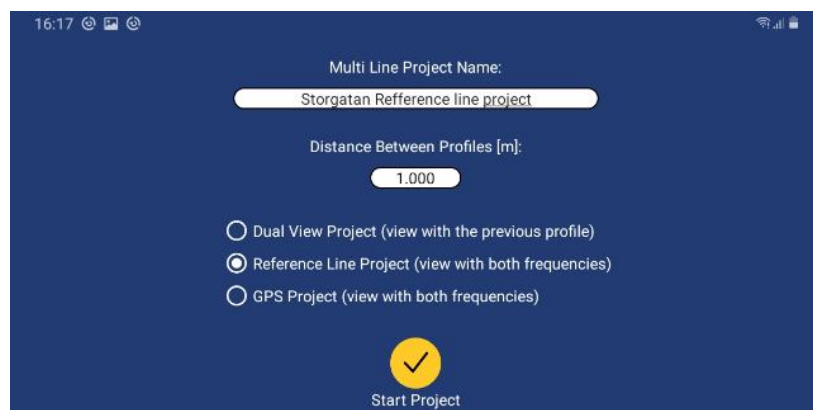 16:17
Multi Line Project Name:
Storgatan Refference line project
Distance Between Profiles [m]:
1.000
Dual View Project (view with the previous profile)
Reference Line Project (view with both frequencies)
GPS Project (view with both frequencies)
Start Project